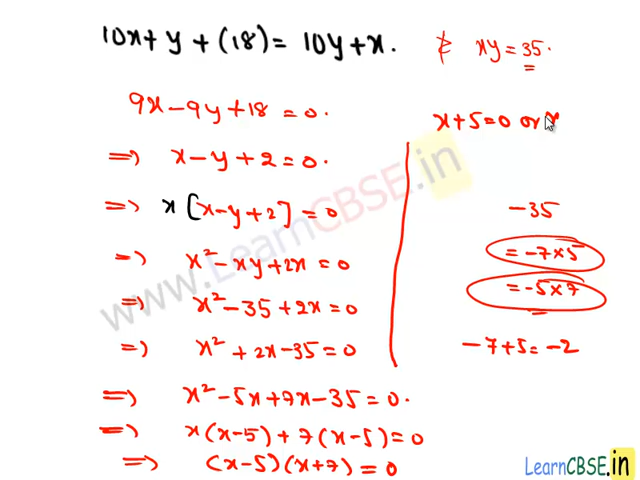 10x + y + (18) = 10y + x.
9x - 9y + 18 = 0.
⇒ x - y + 2 = 0.
⇒ x [x - y + 2] = 0
⇒ x² - xy + 2x = 0
⇒ x² - 35 + 2x = 0
⇒ x² + 2x - 35 = 0
⇒ x² - 5x + 7x - 35 = 0.
⇒ x(x - 5) + 7(x - 5) = 0
⇒ (x - 5)(x + 7) = 0
xy = 35.
x + 5 = 0 or
-35
= -7 × 5
= -5 × 7
-7 + 5 = -2
www.LearnCBSE.in
LearnCBSE.in